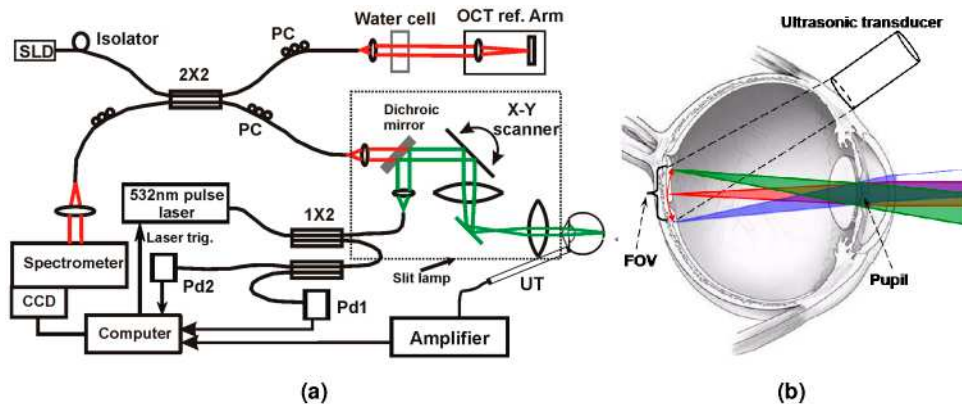 Isolator
SLD
PC
Water cell
OCT ref. Arm
2X2
PC
Dichroic
mirror
X-Y
scanner
532nm pulse
laser
1X2
Laser trig.
Spectrometer
CCD
Pd2
Pd1
Computer
Slit lamp
UT
Amplifier
(a)
Ultrasonic transducer
FOV
Pupil
(b)